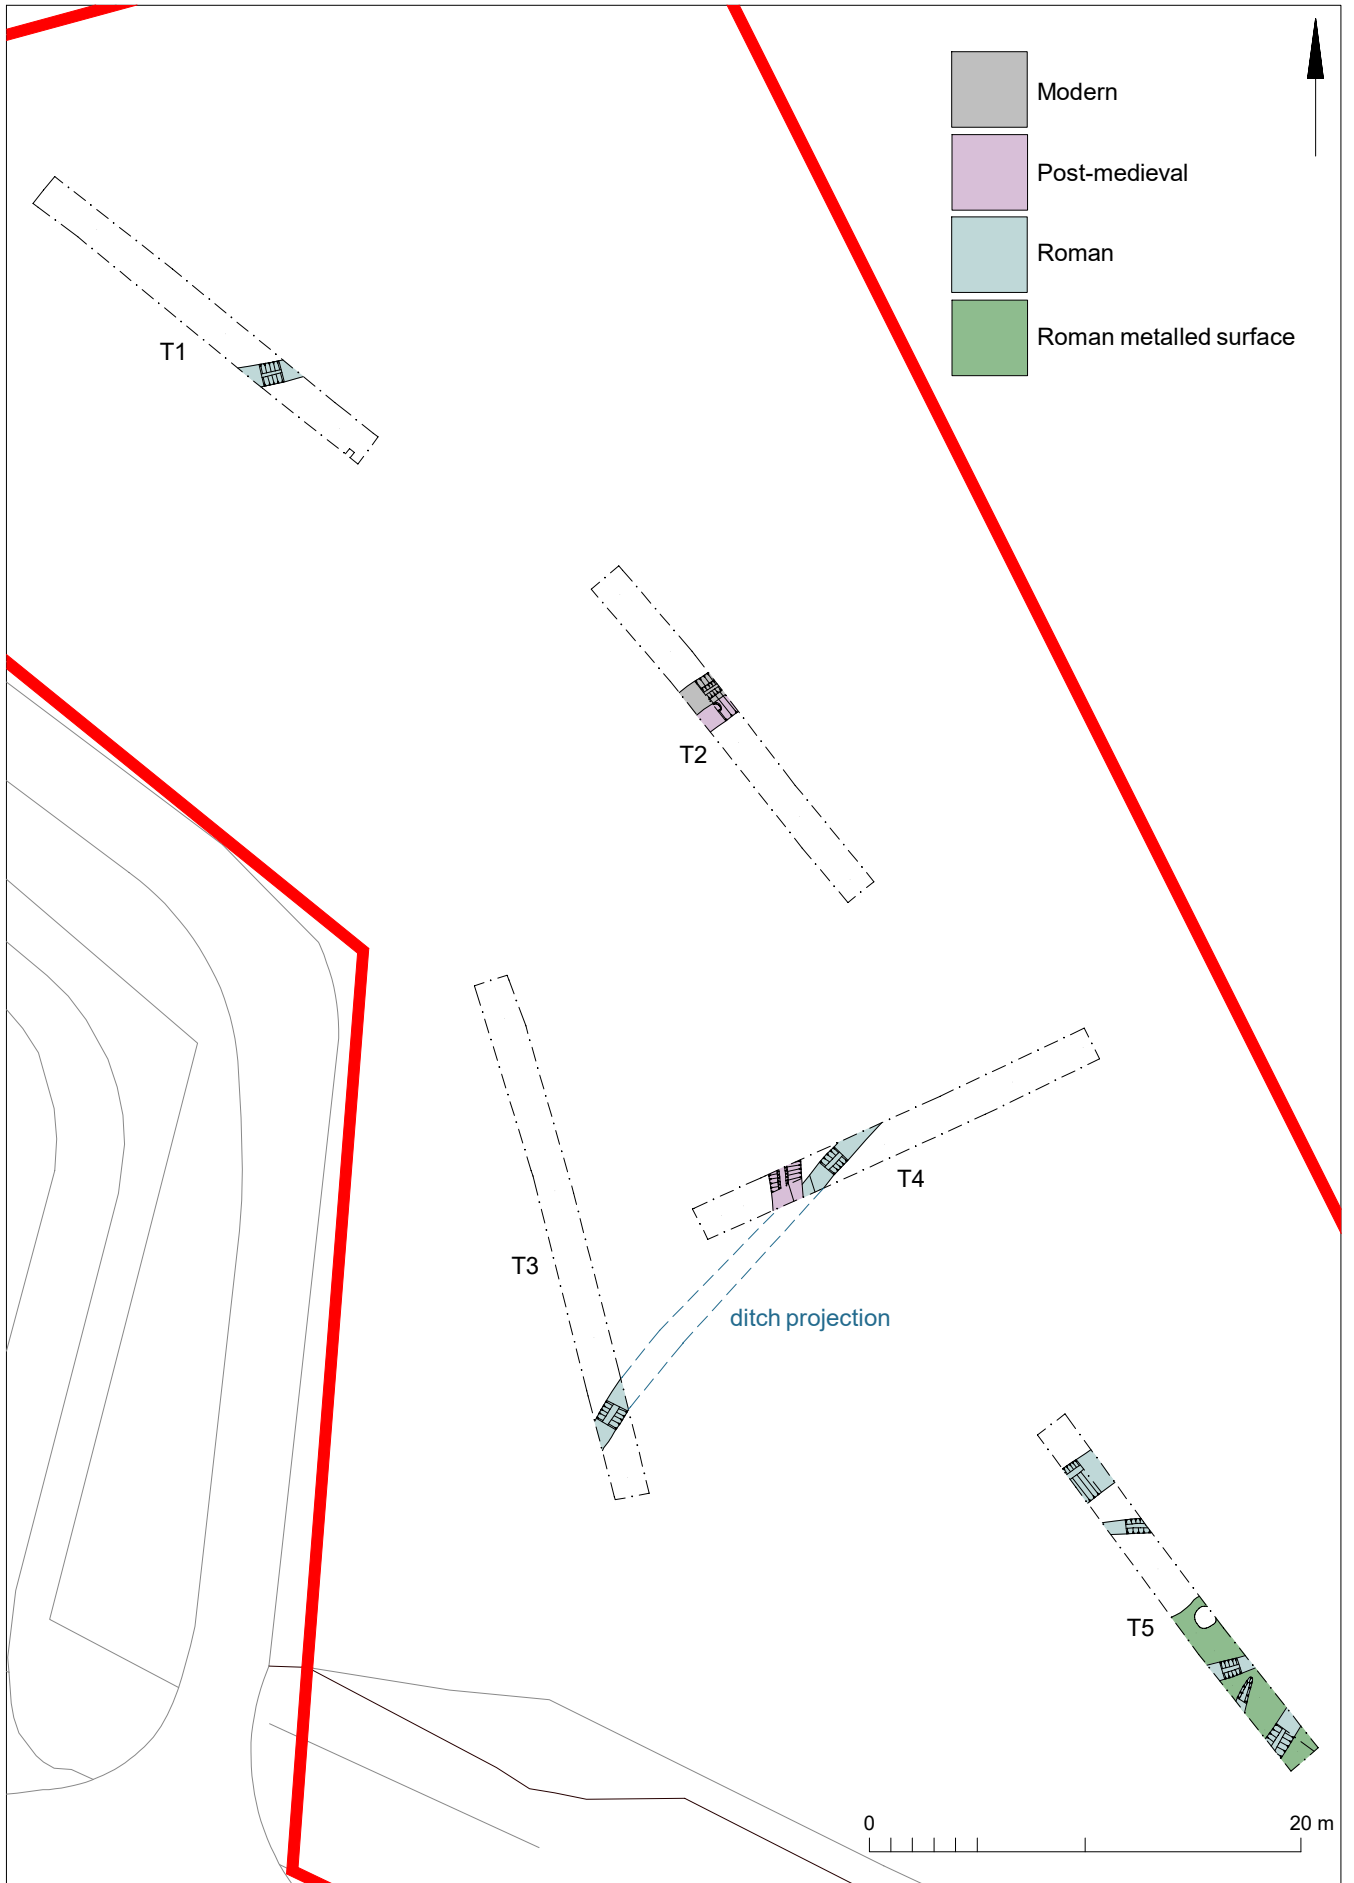 Modern
Post-medieval
Roman
Roman metalled surface
T1
T2
T4
T3
ditch projection
T5
0 20 m